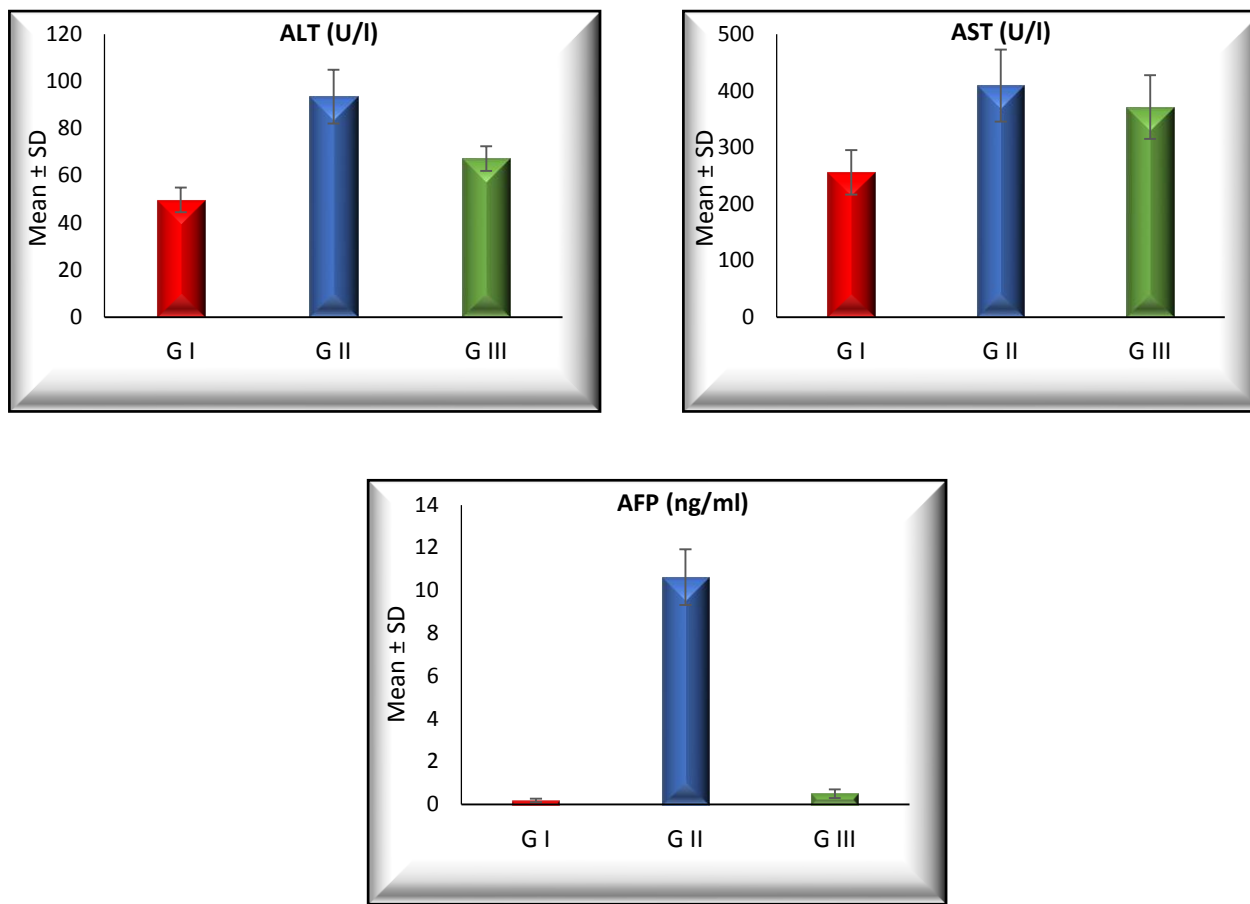 ALT (U/l)
Mean ± SD
120
100
80
60
40
20
0
G I
G II
G III
AST (U/l)
Mean ± SD
500
400
300
200
100
0
G I
G II
G III
AFP (ng/ml)
Mean ± SD
14
12
10
8
6
4
2
0
G I
G II
G III